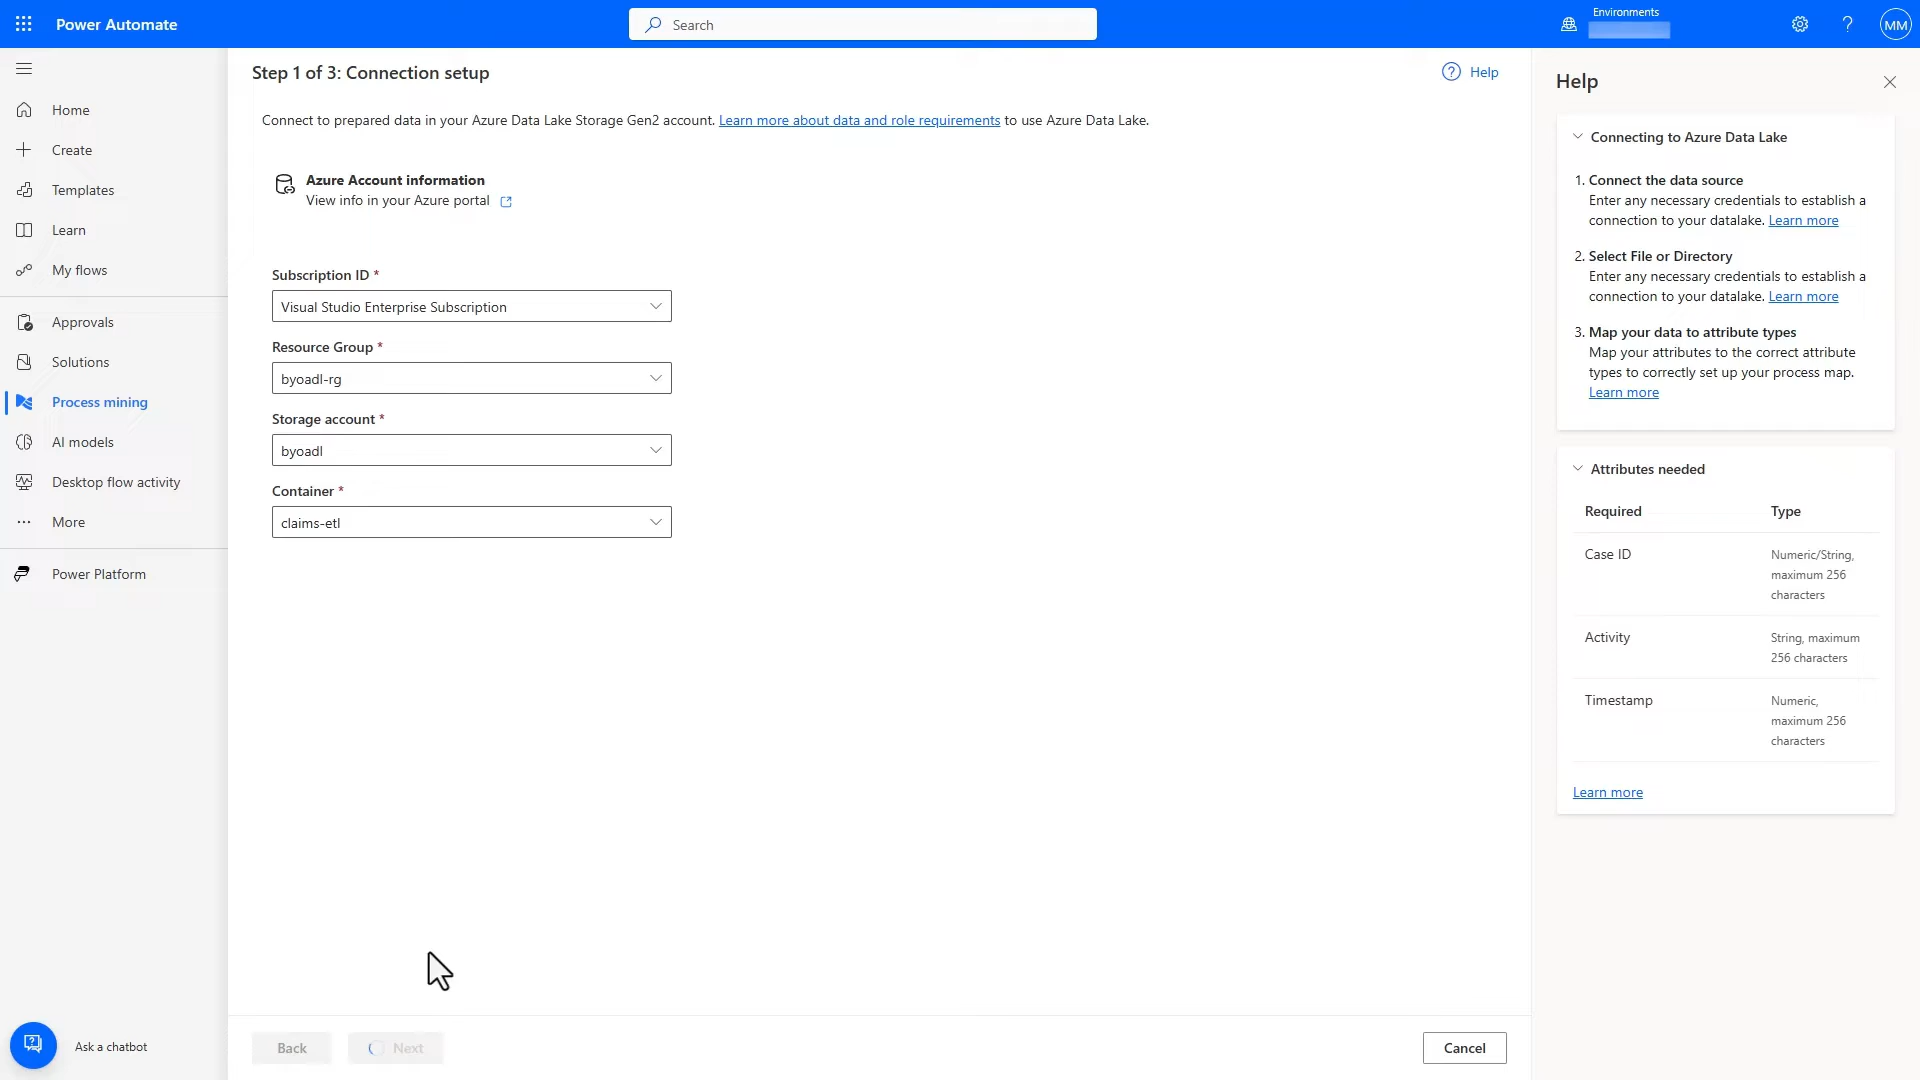 Power Automate
Search
Environments
MM
Home
Create
Templates
Learn
My flows
Approvals
Solutions
Process mining
AI models
Desktop flow activity
More
Power Platform
Ask a chatbot
Step 1 of 3: Connection setup
Help
Connect to prepared data in your Azure Data Lake Storage Gen2 account. Learn more about data and role requirements to use Azure Data Lake.
Azure Account information
View info in your Azure portal
Subscription ID *
Visual Studio Enterprise Subscription
Resource Group *
byoadl-rg
Storage account *
byoadl
Container *
claims-etl
Back
Next
Cancel
Help
Connecting to Azure Data Lake
1. Connect the data source
Enter any necessary credentials to establish a
connection to your datalake. Learn more
2. Select File or Directory
Enter any necessary credentials to establish a
connection to your datalake. Learn more
3. Map your data to attribute types
Map your attributes to the correct attribute
types to correctly set up your process map.
Learn more
Attributes needed
Required Type
Case ID Numeric/String,
maximum 256
characters
Activity String, maximum
256 characters
Timestamp Numeric,
maximum 256
characters
Learn more